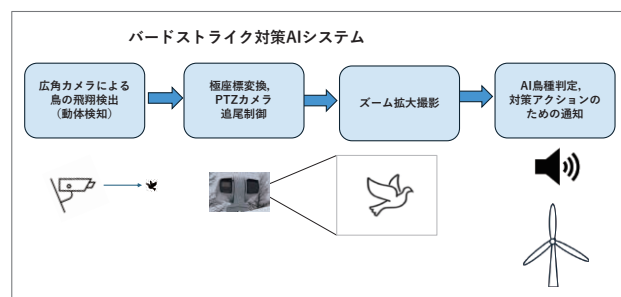 バードストライク対策AIシステム
広角カメラによる
鳥の飛翔検出
（動体検知）
極座標変換,
PTZカメラ
追尾制御
ズーム拡大撮影
AI鳥種判定,
対策アクションの
ための通知